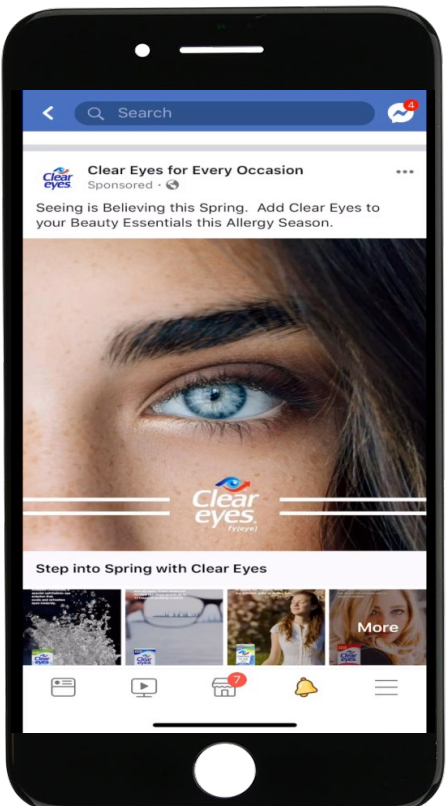 Search
4
Clear Eyes for Every Occasion
Clear
eyes
Sponsored
Seeing is Believing this Spring. Add Clear Eyes to
your Beauty Essentials this Allergy Season.
Clear
eyes
fy(eye)
Step into Spring with Clear Eyes
More
7